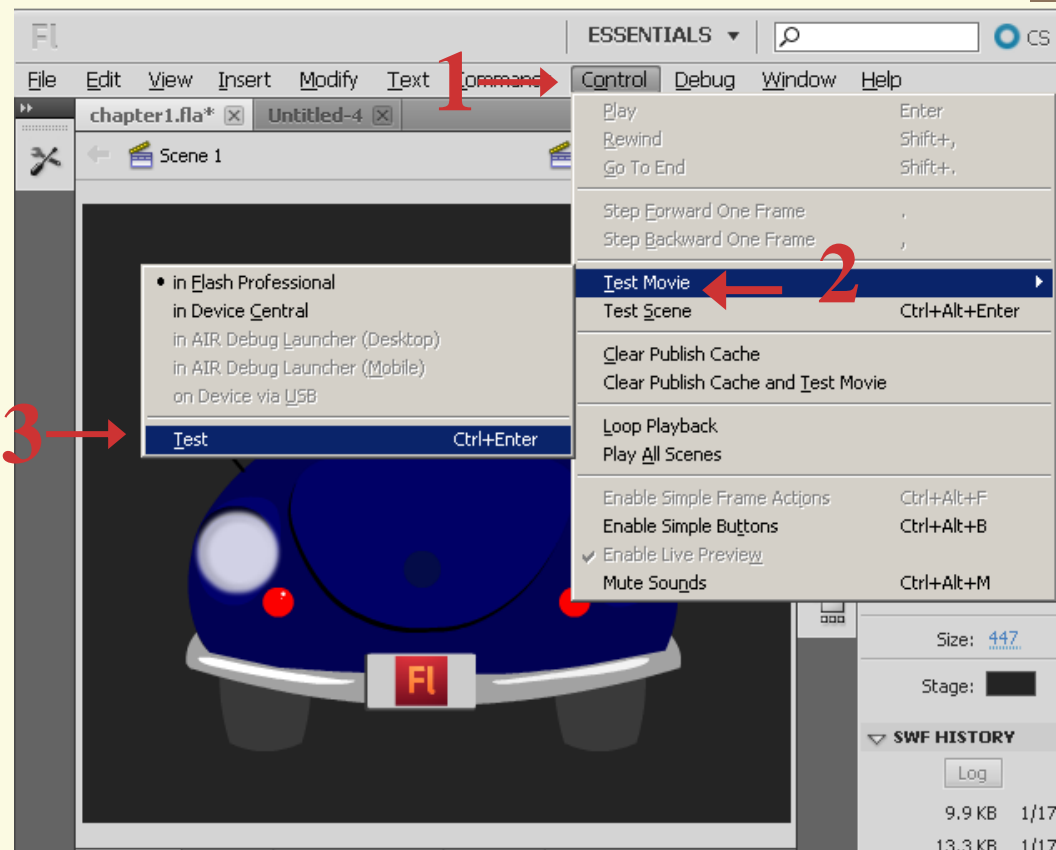 Fl
ESSENTIALS
CS
File Edit View Insert Modify Text Command Control Debug Window Help
1
chapter1.fla* Untitled-4
Scene 1
Play Enter
Rewind Shift+,
Go To End Shift+.
Step Forward One Frame .
Step Backward One Frame ,
2
Test Movie
Test Scene Ctrl+Alt+Enter
Clear Publish Cache
Clear Publish Cache and Test Movie
Loop Playback
Play All Scenes
Enable Simple Frame Actions Ctrl+Alt+F
Enable Simple Buttons Ctrl+Alt+B
Enable Live Preview
Mute Sounds Ctrl+Alt+M
in Flash Professional
in Device Central
in AIR Debug Launcher (Desktop)
in AIR Debug Launcher (Mobile)
on Device via USB
3
Test Ctrl+Enter
Fl
Size: 447
Stage:
SWF HISTORY
Log
9.9 KB 1/17
13.3 KB 1/17